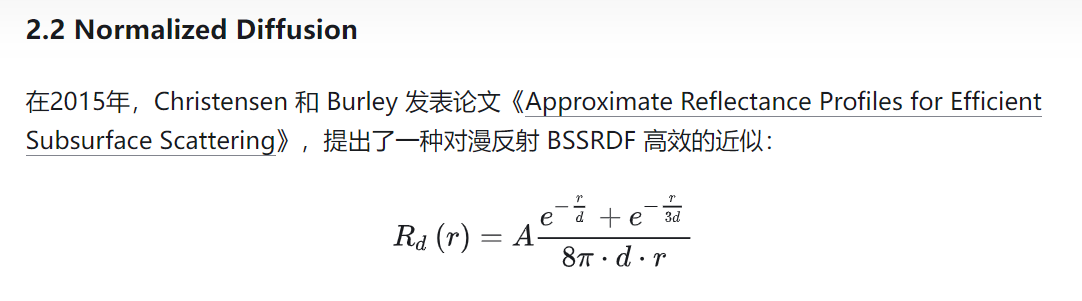 2.2 Normalized Diffusion
在2015年，Christensen 和 Burley 发表论文《Approximate Reflectance Profiles for Efficient
Subsurface Scattering》，提出了一种对漫反射 BSSRDF 高效的近似：
$R_d(r) = A\frac{e^{-\frac{r}{d}} + e^{-\frac{r}{3d}}}{8\pi \cdot d \cdot r}$